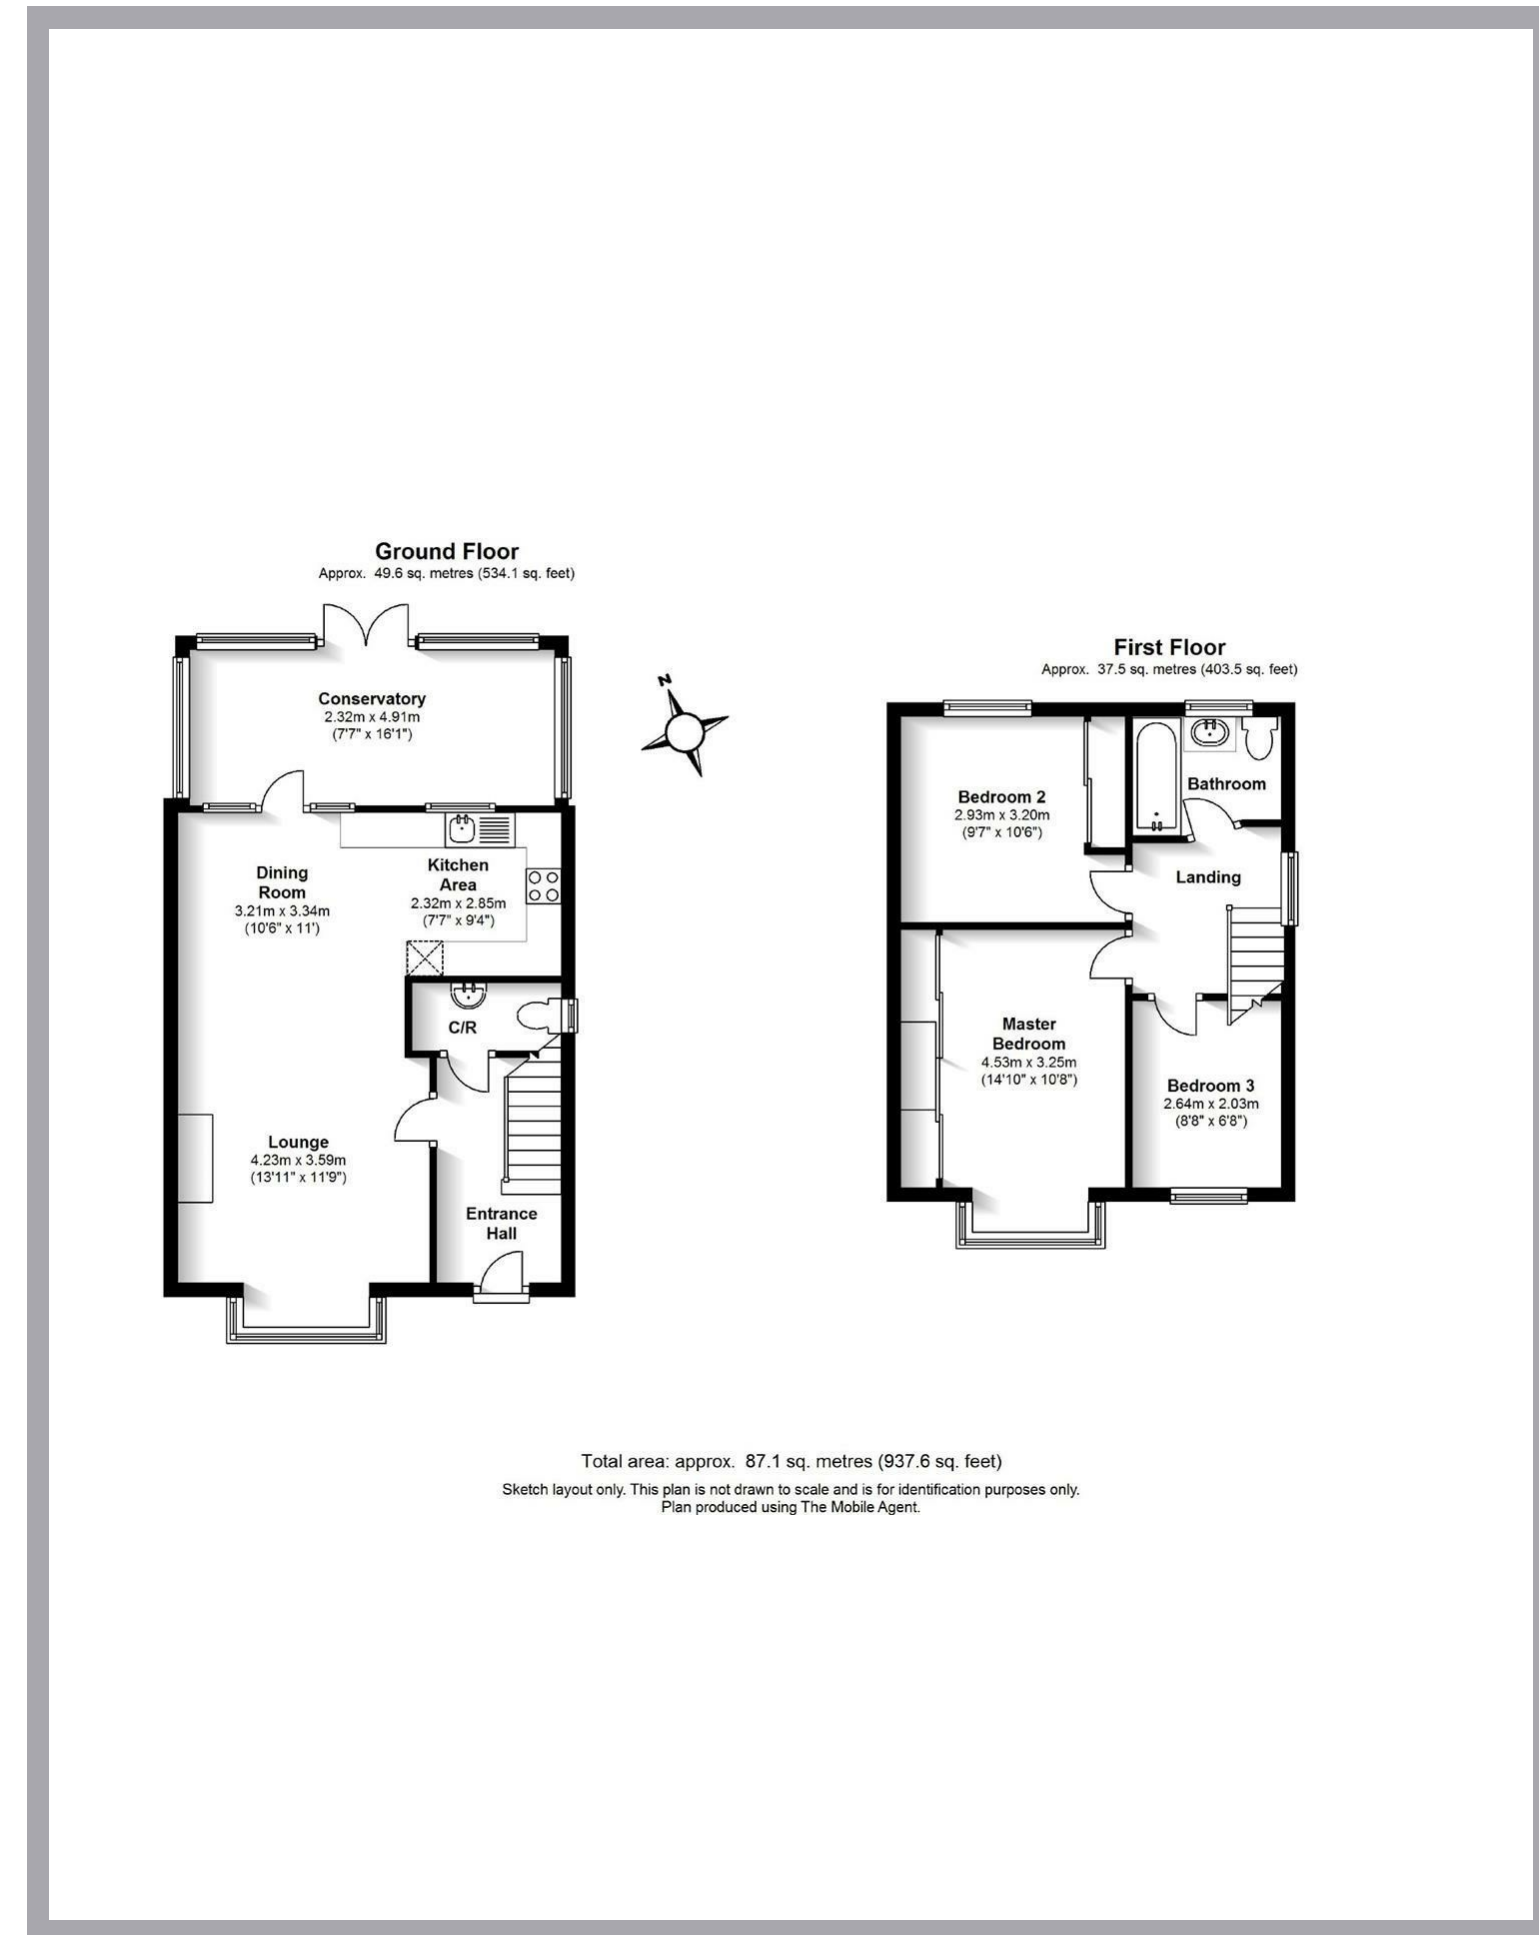 Ground Floor
Approx. 49.6 sq. metres (534.1 sq. feet)
Conservatory
2.32m x 4.91m
(7'7" x 16'1")
Dining
Room
3.21m x 3.34m
(10'6" x 11')
Kitchen
Area
2.32m x 2.85m
(7'7" x 9'4")
C/R
Lounge
4.23m x 3.59m
(13'11" x 11'9")
Entrance
Hall
N
First Floor
Approx. 37.5 sq. metres (403.5 sq. feet)
Bedroom 2
2.93m x 3.20m
(9'7" x 10'6")
Bathroom
Landing
Master
Bedroom
4.53m x 3.25m
(14'10" x 10'8")
Bedroom 3
2.64m x 2.03m
(8'8" x 6'8")
Total area: approx. 87.1 sq. metres (937.6 sq. feet)
Sketch layout only. This plan is not drawn to scale and is for identification purposes only.
Plan produced using The Mobile Agent.